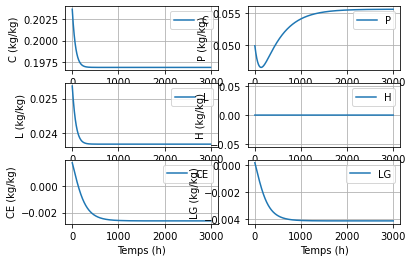 C (kg/kg)
0.2025
0.2000
0.1975
0
1000
2000
3000
C
P (kg/kg)
0.055
0.050
0
1000
2000
3000
P
L (kg/kg)
0.025
0.024
0
1000
2000
3000
L
H (kg/kg)
0.05
0.00
-0.05
0
1000
2000
3000
H
CE (kg/kg)
0.000
−0.002
0
1000
2000
3000
Temps (h)
CE
LG (kg/kg)
0.000
−0.002
−0.004
0
1000
2000
3000
Temps (h)
LG